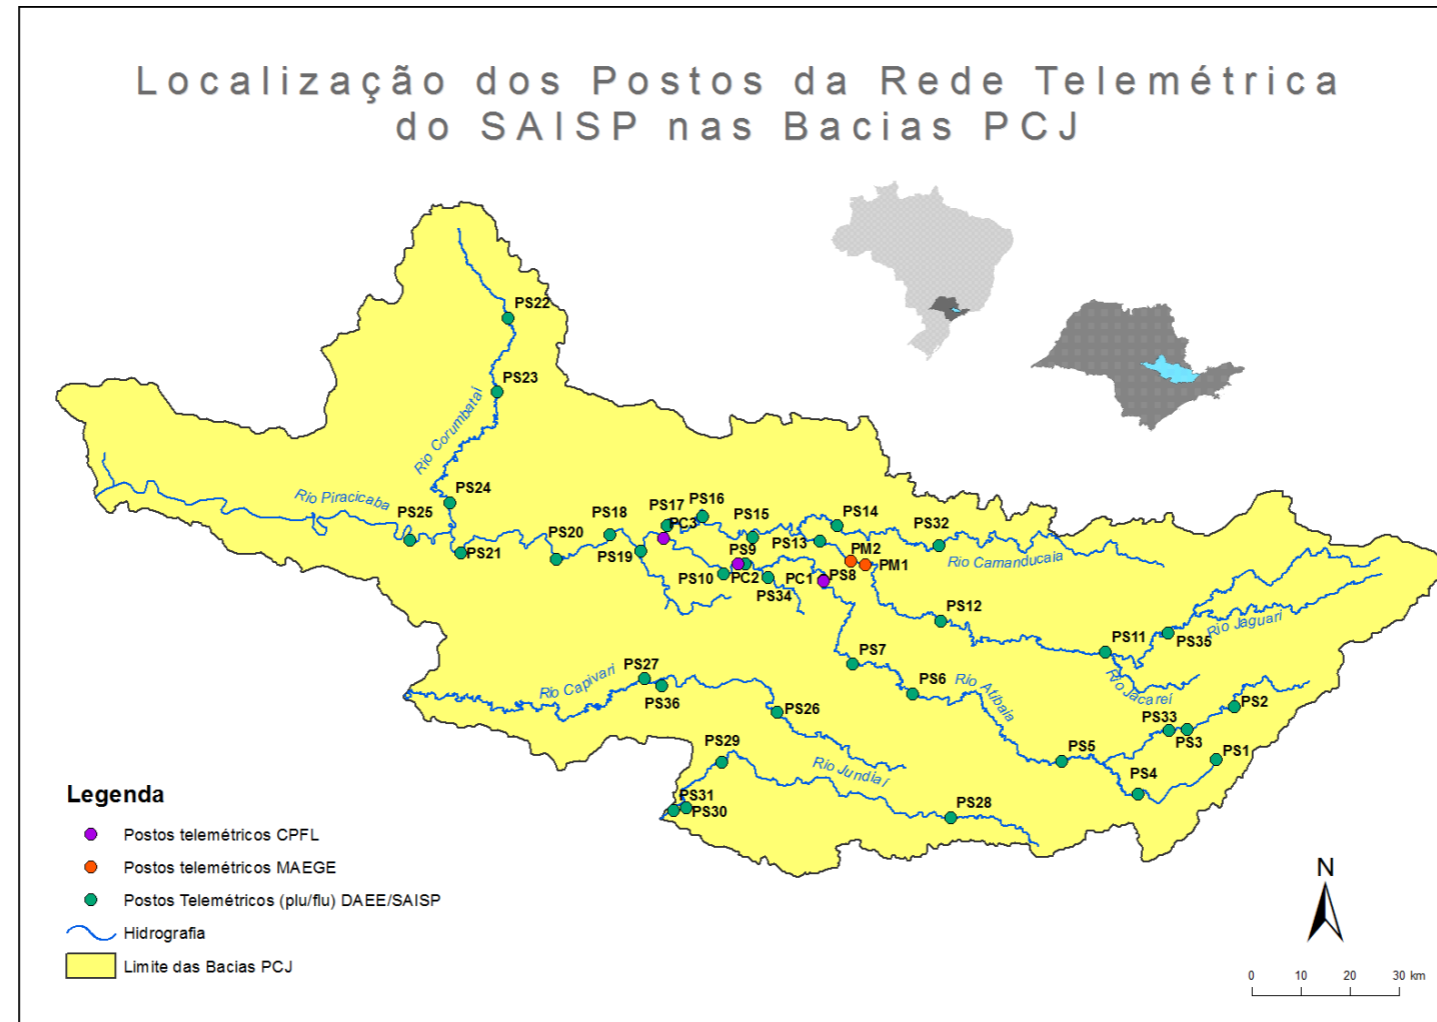 Localização dos Postos da Rede Telemétrica
do SAISP nas Bacias PCJ
PS22
PS23
Rio Corumbataí
PS24
Rio Piracicaba
PS25
PS21
PS20
PS18
PS19
PS17
PC3
PS16
PS15
PS9
PS10
PC2
PS34
PS13
PS14
PM2
PM1
PC1
PS8
PS32
Rio Camanducaia
PS12
PS11
PS35
Rio Jaguari
Rio Jacareí
PS7
PS6
Rio Atibaia
PS33
PS3
PS2
PS1
PS5
PS4
PS27
Rio Capivari
PS36
PS26
PS29
Rio Jundiaí
PS31
PS30
PS28
Legenda
Postos telemétricos CPFL
Postos telemétricos MAEGE
Postos Telemétricos (plu/flu) DAEE/SAISP
Hidrografia
Limite das Bacias PCJ
N
0 10 20 30 km